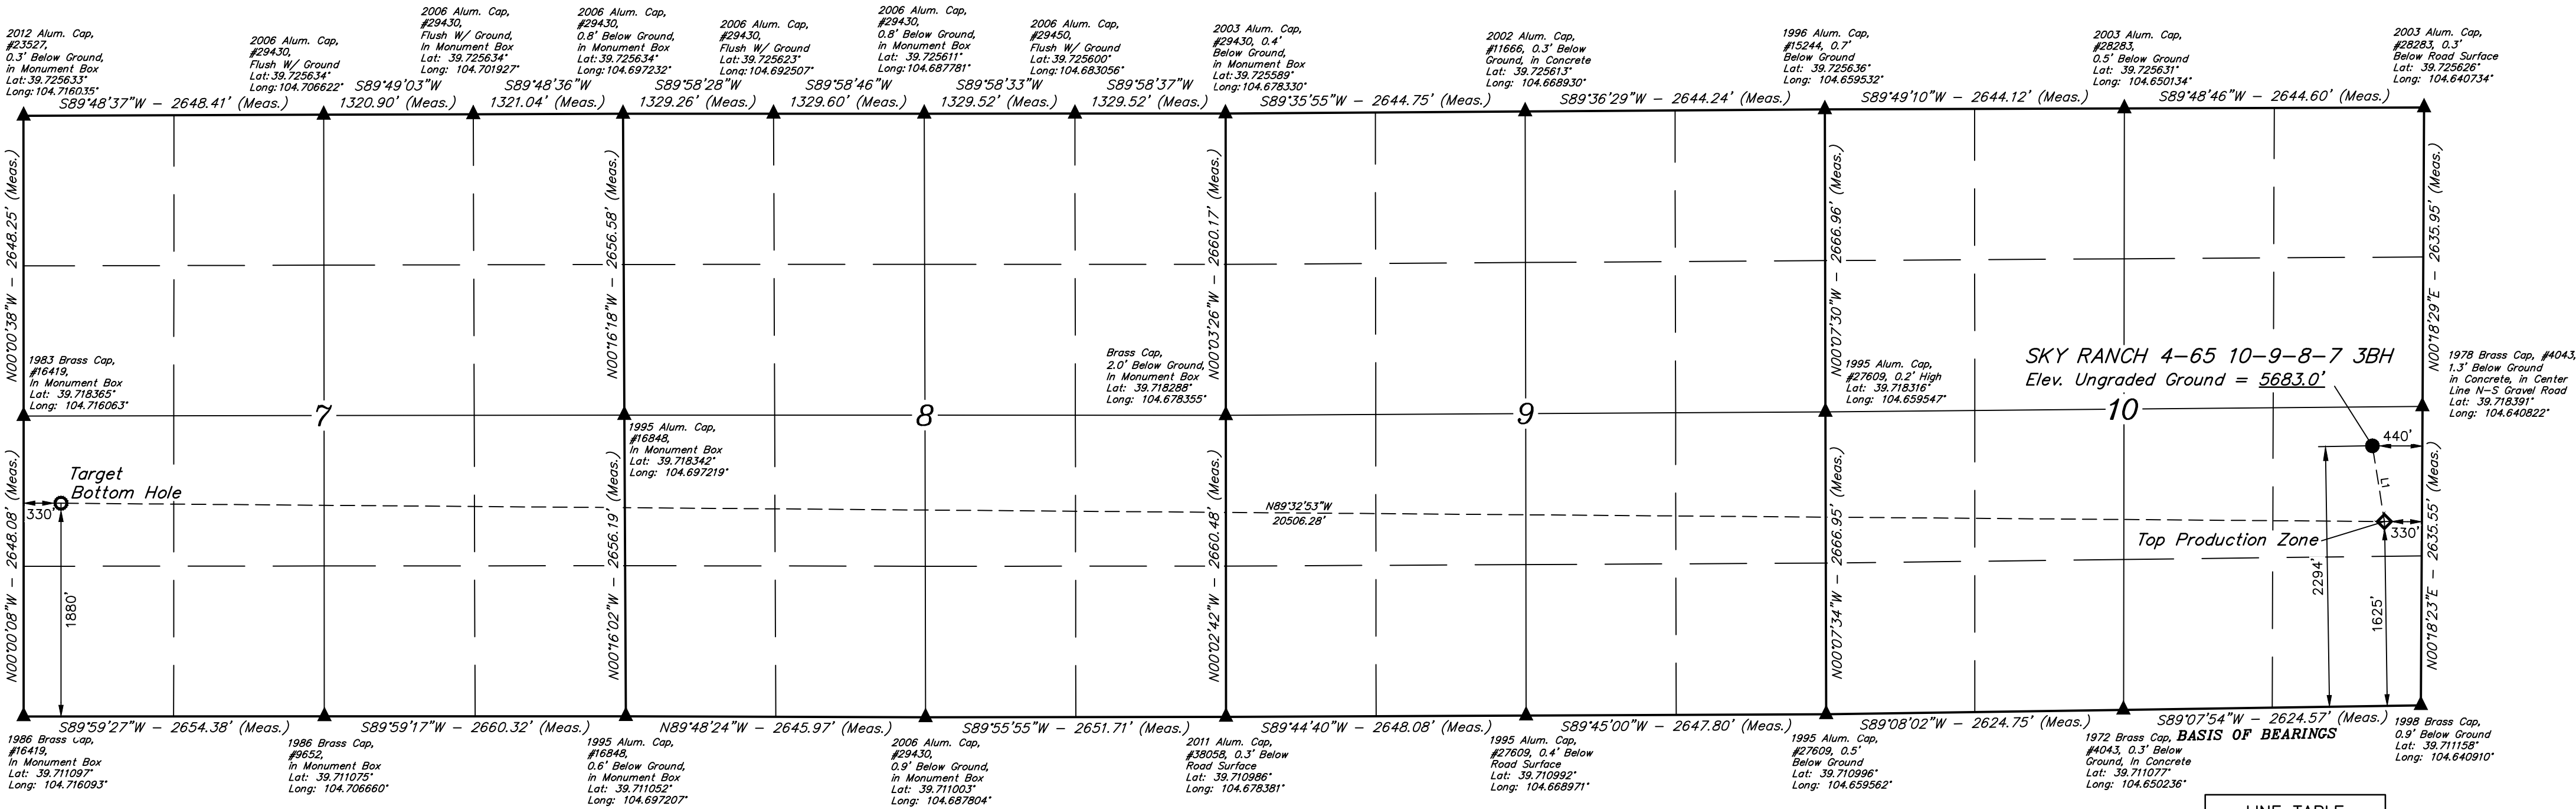 2012 Alum. Cap,
#23527,
0.3' Below Ground,
in Monument Box
Lat: 39.725633°
Long: 104.716035°
2006 Alum. Cap,
#29430,
Flush W/ Ground
Lat: 39.725634°
Long: 104.706622°
2006 Alum. Cap,
#29430,
Flush W/ Ground,
In Monument Box
Lat: 39.725634°
Long: 104.701927°
2006 Alum. Cap,
#29430,
0.8' Below Ground,
in Monument Box
Lat: 39.725634°
Long: 104.697232°
2006 Alum. Cap,
#29430,
Flush W/ Ground
Lat: 39.725623°
Long: 104.692507°
2006 Alum. Cap,
#29430,
0.8' Below Ground,
in Monument Box
Lat: 39.725611°
Long: 104.687781°
2006 Alum. Cap,
#29450,
Flush W/ Ground
Lat: 39.725600°
Long: 104.683056°
2003 Alum. Cap,
#29430, 0.4'
Below Ground,
in Monument Box
Lat: 39.725589°
Long: 104.678330°
2002 Alum. Cap,
#11666, 0.3' Below
Ground, in Concrete
Lat: 39.725613°
Long: 104.668930°
1996 Alum. Cap,
#15244, 0.7'
Below Ground
Lat: 39.725636°
Long: 104.659532°
2003 Alum. Cap,
#28283,
0.5' Below Ground
Lat: 39.725631°
Long: 104.650134°
2003 Alum. Cap,
#28283, 0.3'
Below Road Surface
Lat: 39.725626°
Long: 104.640734°
S89°48'37"W - 2648.41' (Meas.)
S89°49'03"W
1320.90' (Meas.)
S89°48'36"W
1321.04' (Meas.)
S89°58'28"W
1329.26' (Meas.)
S89°58'46"W
1329.60' (Meas.)
S89°58'33"W
1329.52' (Meas.)
S89°58'37"W
1329.52' (Meas.)
S89°35'55"W - 2644.75' (Meas.)
S89°36'29"W - 2644.24' (Meas.)
S89°49'10"W - 2644.12' (Meas.)
S89°48'46"W - 2644.60' (Meas.)
N00°00'38"W - 2648.25' (Meas.)
N00°16'18"W - 2656.58' (Meas.)
N00°03'26"W - 2660.17' (Meas.)
N00°07'30"W - 2666.96' (Meas.)
N00°18'29"E - 2635.95' (Meas.)
1983 Brass Cap,
#16419,
In Monument Box
Lat: 39.718365°
Long: 104.716063°
Brass Cap,
2.0' Below Ground,
In Monument Box
Lat: 39.718288°
Long: 104.678355°
1995 Alum. Cap,
#27609, 0.2' High
Lat: 39.718316°
Long: 104.659547°
SKY RANCH 4-65 10-9-8-7 3BH
Elev. Ungraded Ground = 5683.0'
1978 Brass Cap, #4043,
1.3' Below Ground
in Concrete, in Center
Line N-S Gravel Road
Lat: 39.718391°
Long: 104.640822°
7
8
9
10
1995 Alum. Cap,
#16848,
In Monument Box
Lat: 39.718342°
Long: 104.697219°
440'
L1
Target
Bottom Hole
330'
N89°32'53"W
20506.28'
Top Production Zone
330'
1880'
2294'
1625'
N00°00'08"W - 2648.08' (Meas.)
N00°16'02"W - 2656.19' (Meas.)
N00°02'42"W - 2660.48' (Meas.)
N00°07'34"W - 2666.95' (Meas.)
N00°18'23"E - 2635.55' (Meas.)
S89°59'27"W - 2654.38' (Meas.)
S89°59'17"W - 2660.32' (Meas.)
N89°48'24"W - 2645.97' (Meas.)
S89°55'55"W - 2651.71' (Meas.)
S89°44'40"W - 2648.08' (Meas.)
S89°45'00"W - 2647.80' (Meas.)
S89°08'02"W - 2624.75' (Meas.)
S89°07'54"W - 2624.57' (Meas.)
BASIS OF BEARINGS
1986 Brass Cap,
#16419,
In Monument Box
Lat: 39.711097°
Long: 104.716093°
1986 Brass Cap,
#9652,
in Monument Box
Lat: 39.711075°
Long: 104.706660°
1995 Alum. Cap,
#16848,
0.6' Below Ground,
in Monument Box
Lat: 39.711052°
Long: 104.697207°
2006 Alum. Cap,
#29430,
0.9' Below Ground,
in Monument Box
Lat: 39.711003°
Long: 104.687804°
2011 Alum. Cap,
#38058, 0.3' Below
Road Surface
Lat: 39.710986°
Long: 104.678381°
1995 Alum. Cap,
#27609, 0.4' Below
Road Surface
Lat: 39.710992°
Long: 104.668971°
1995 Alum. Cap,
#27609, 0.5'
Below Ground
Lat: 39.710996°
Long: 104.659562°
1972 Brass Cap,
#4043, 0.3' Below
Ground, In Concrete
Lat: 39.711077°
Long: 104.650236°
1998 Brass Cap,
0.9' Below Ground
Lat: 39.711158°
Long: 104.640910°
LINE TABLE